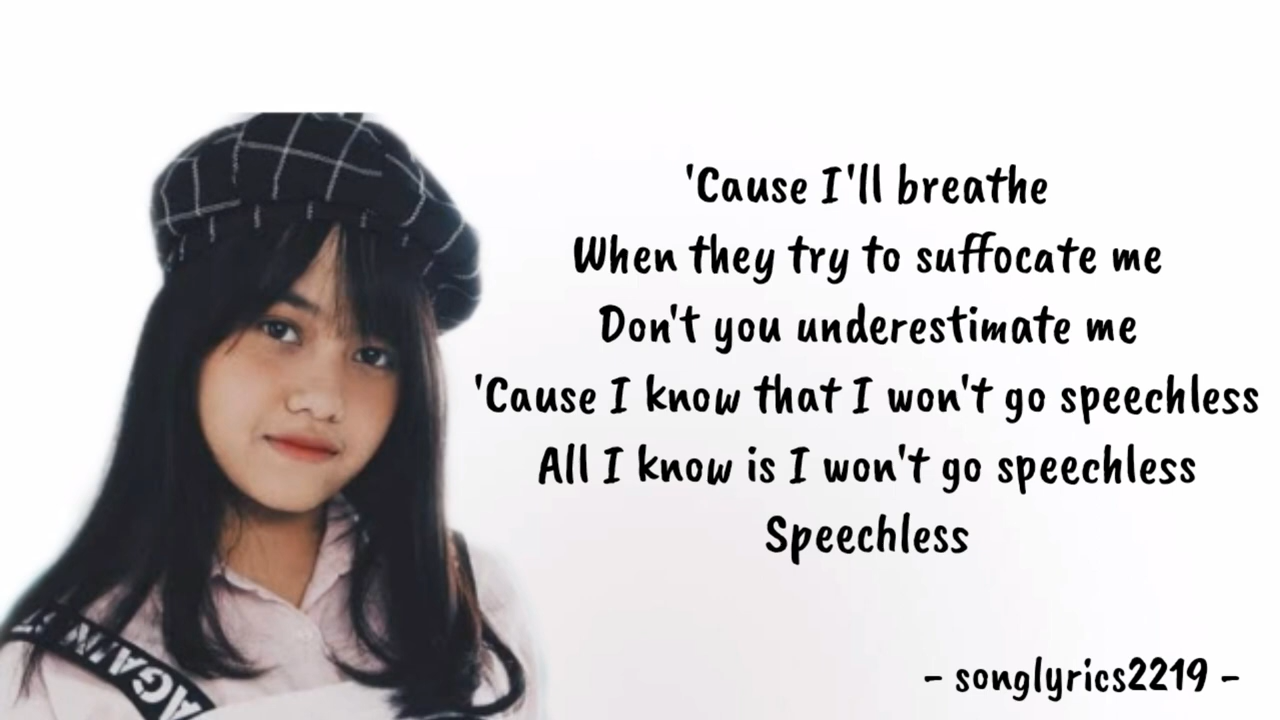 'Cause I'll breathe
When they try to suffocate me
Don't you underestimate me
'Cause I know that I won't go speechless
All I know is I won't go speechless
Speechless
- songlyrics2219 -
AGAIN